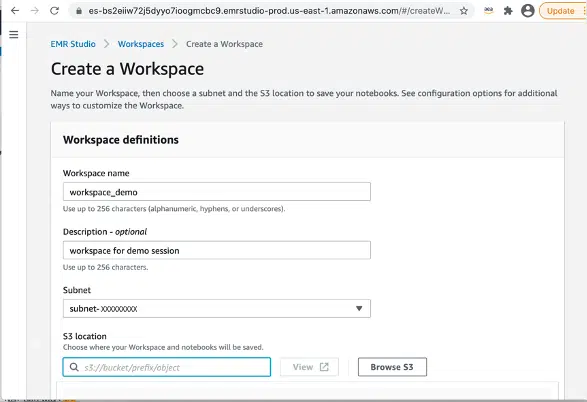 es-bs2eiiw72j5dyyo7ioogmcbc9.emrstudio-prod.us-east-1.amazonaws.com/#/createW...
Update
EMR Studio > Workspaces > Create a Workspace
Create a Workspace
Name your Workspace, then choose a subnet and the S3 location to save your notebooks. See configuration options for additional
ways to customize the Workspace.
Workspace definitions
Workspace name
workspace_demo
Use up to 256 characters (alphanumeric, hyphens, or underscores).
Description - optional
workspace for demo session
Use up to 256 characters.
Subnet
subnet-XXXXXXXXX
S3 location
Choose where your Workspace and notebooks will be saved.
s3://bucket/prefix/object
View
Browse S3